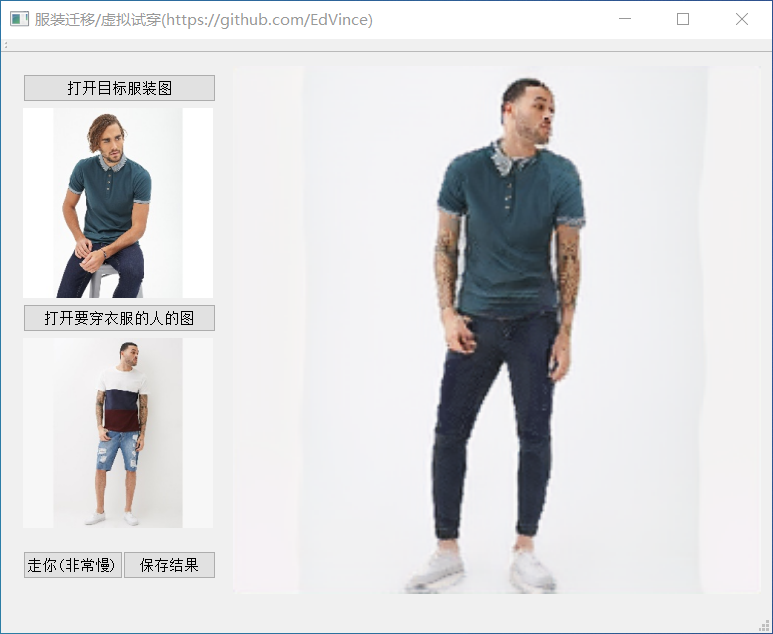 服装迁移/虚拟试穿(https://github.com/EdVince)
打开目标服装图
打开要穿衣服的人的图
走你(非常慢)
保存结果